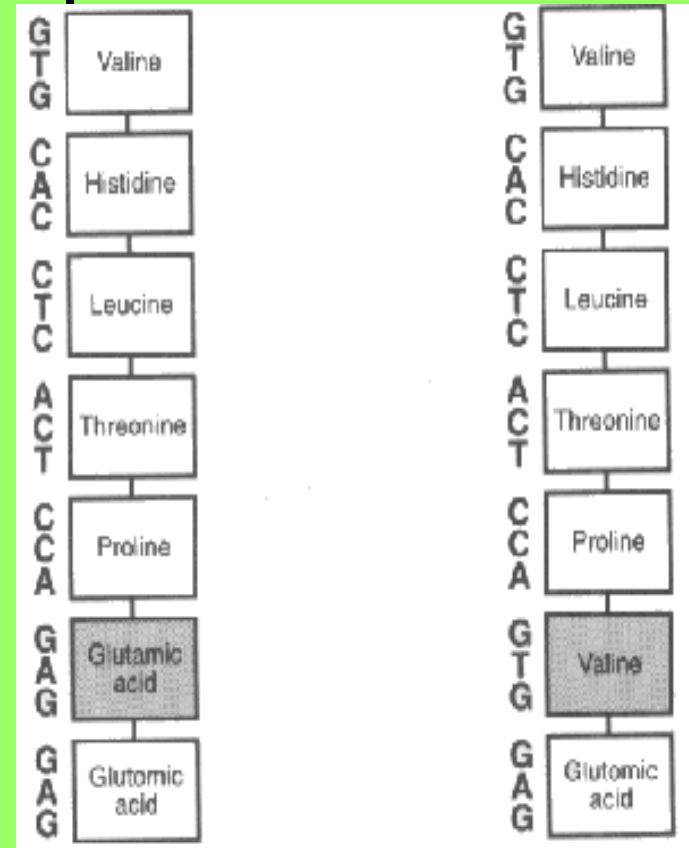 G
T
G
Valine
C
A
C
Histidine
C
T
C
Leucine
A
C
T
Threonine
C
C
A
Proline
G
A
G
Glutamic
acid
G
A
G
Glutomic
acid
G
T
G
Valine
C
A
C
Histidine
C
T
C
Leucine
A
C
T
Threonine
C
C
A
Proline
G
T
G
Valine
G
A
G
Glutomic
acid